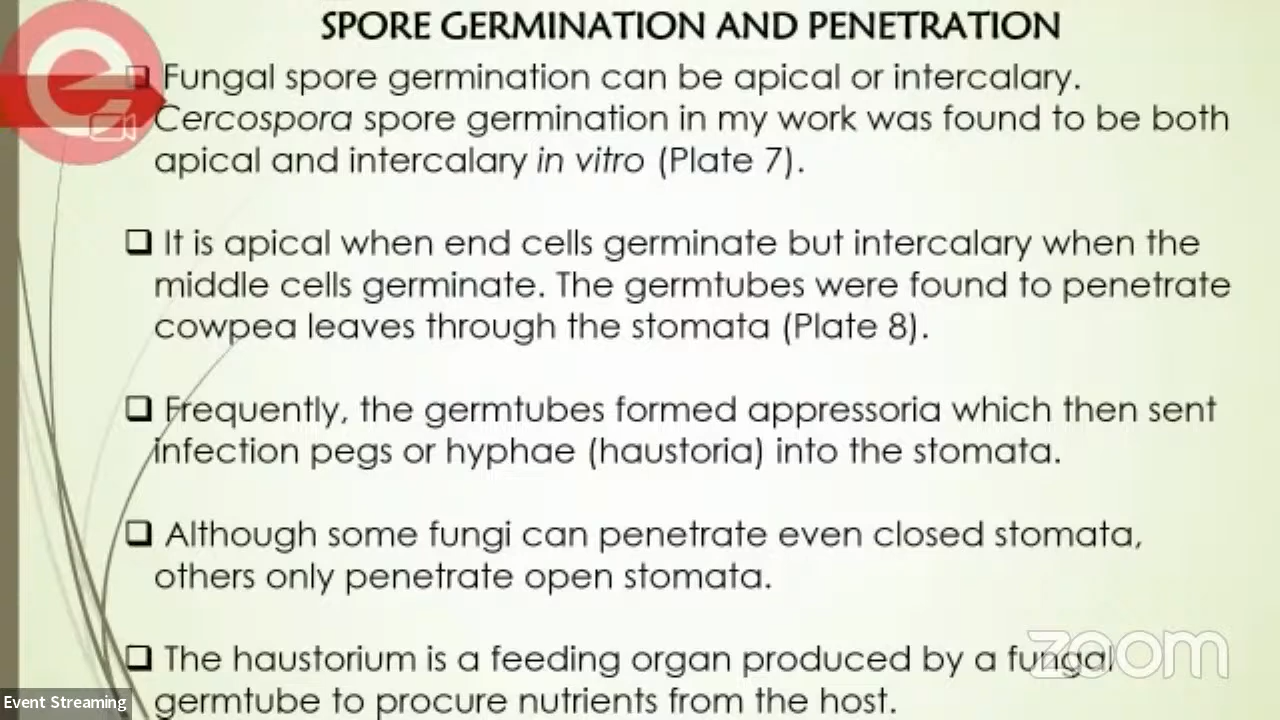 SPORE GERMINATION AND PENETRATION
Fungal spore germination can be apical or intercalary.
Cercospora spore germination in my work was found to be both
apical and intercalary in vitro (Plate 7).
It is apical when end cells germinate but intercalary when the
middle cells germinate. The germtubes were found to penetrate
cowpea leaves through the stomata (Plate 8).
Frequently, the germtubes formed appressoria which then sent
infection pegs or hyphae (haustoria) into the stomata.
Although some fungi can penetrate even closed stomata,
others only penetrate open stomata.
The haustorium is a feeding organ produced by a fungal
germtube to procure nutrients from the host.
zoom
Event Streaming